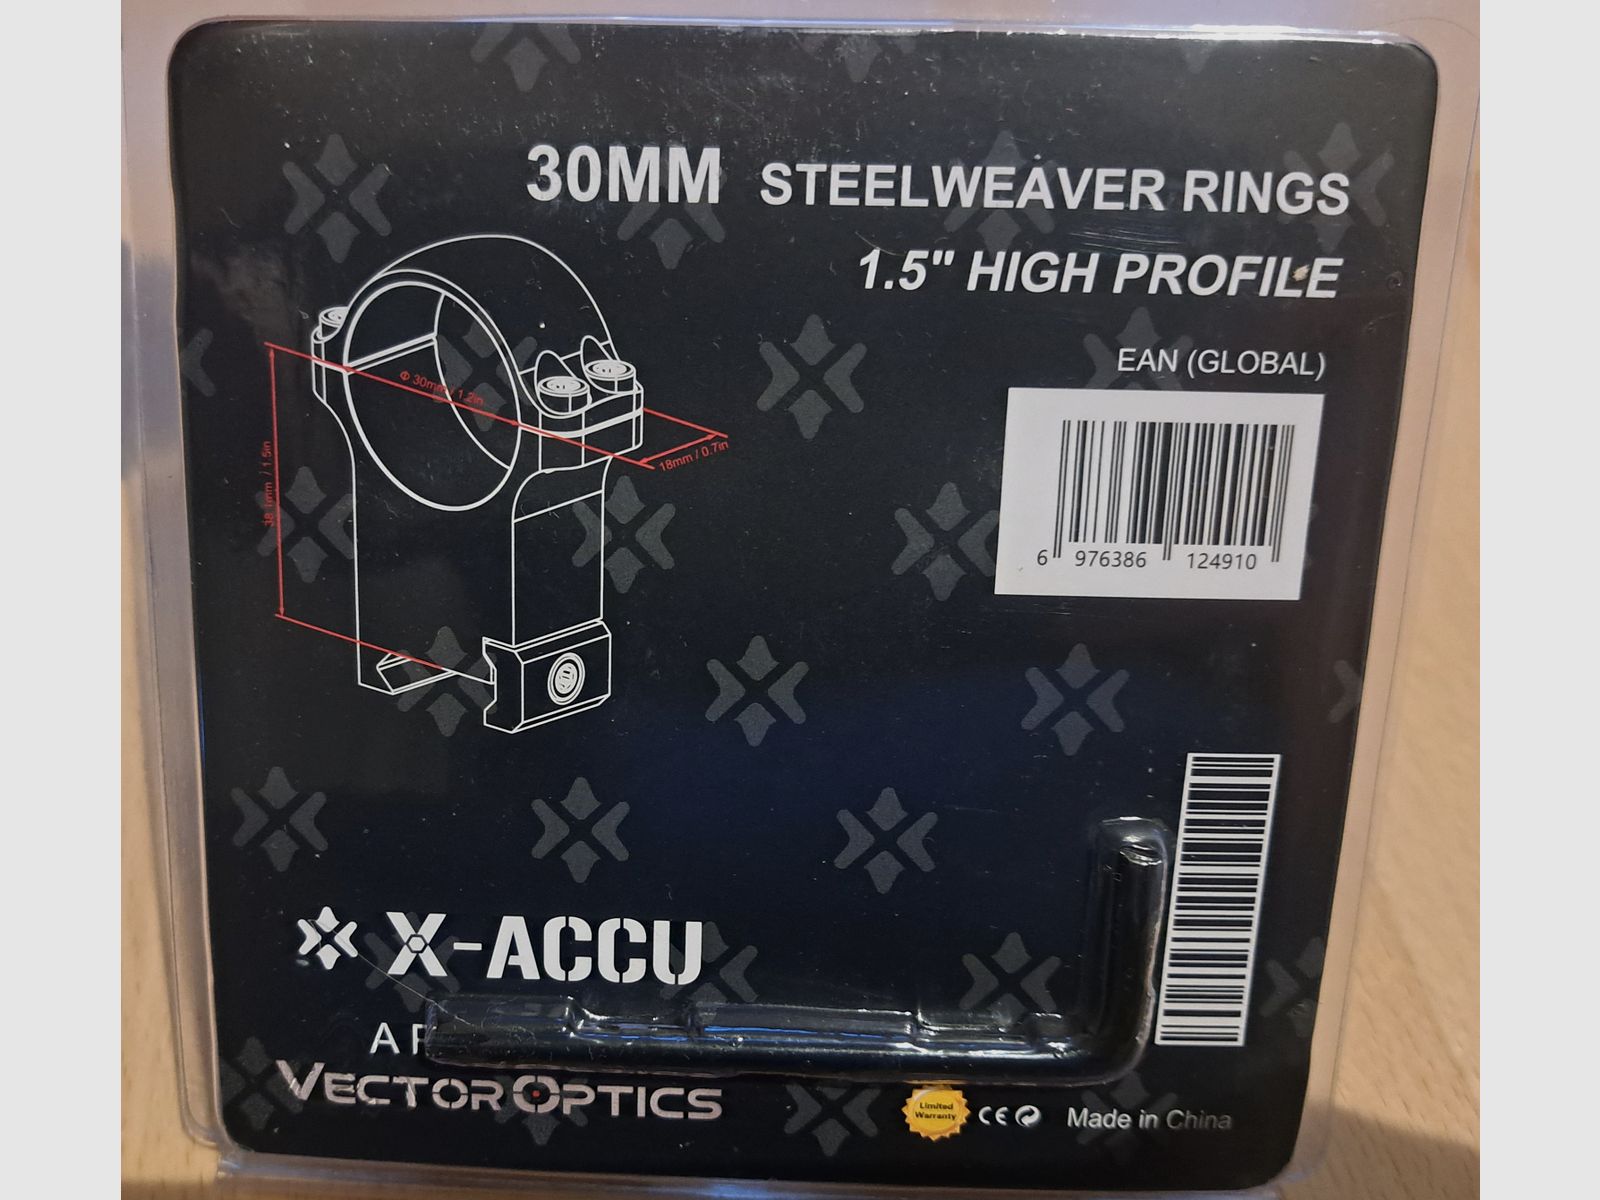 30MM STEELWEAVER RINGS
1.5" HIGH PROFILE
EAN (GLOBAL)
6 976386 124910
Φ 30mm / 1.2in
18mm / 0.7in
38.1mm / 1.5in
X-ACCU
A
VECTOR OPTICS
Limited
Warranty
CE
Made in China